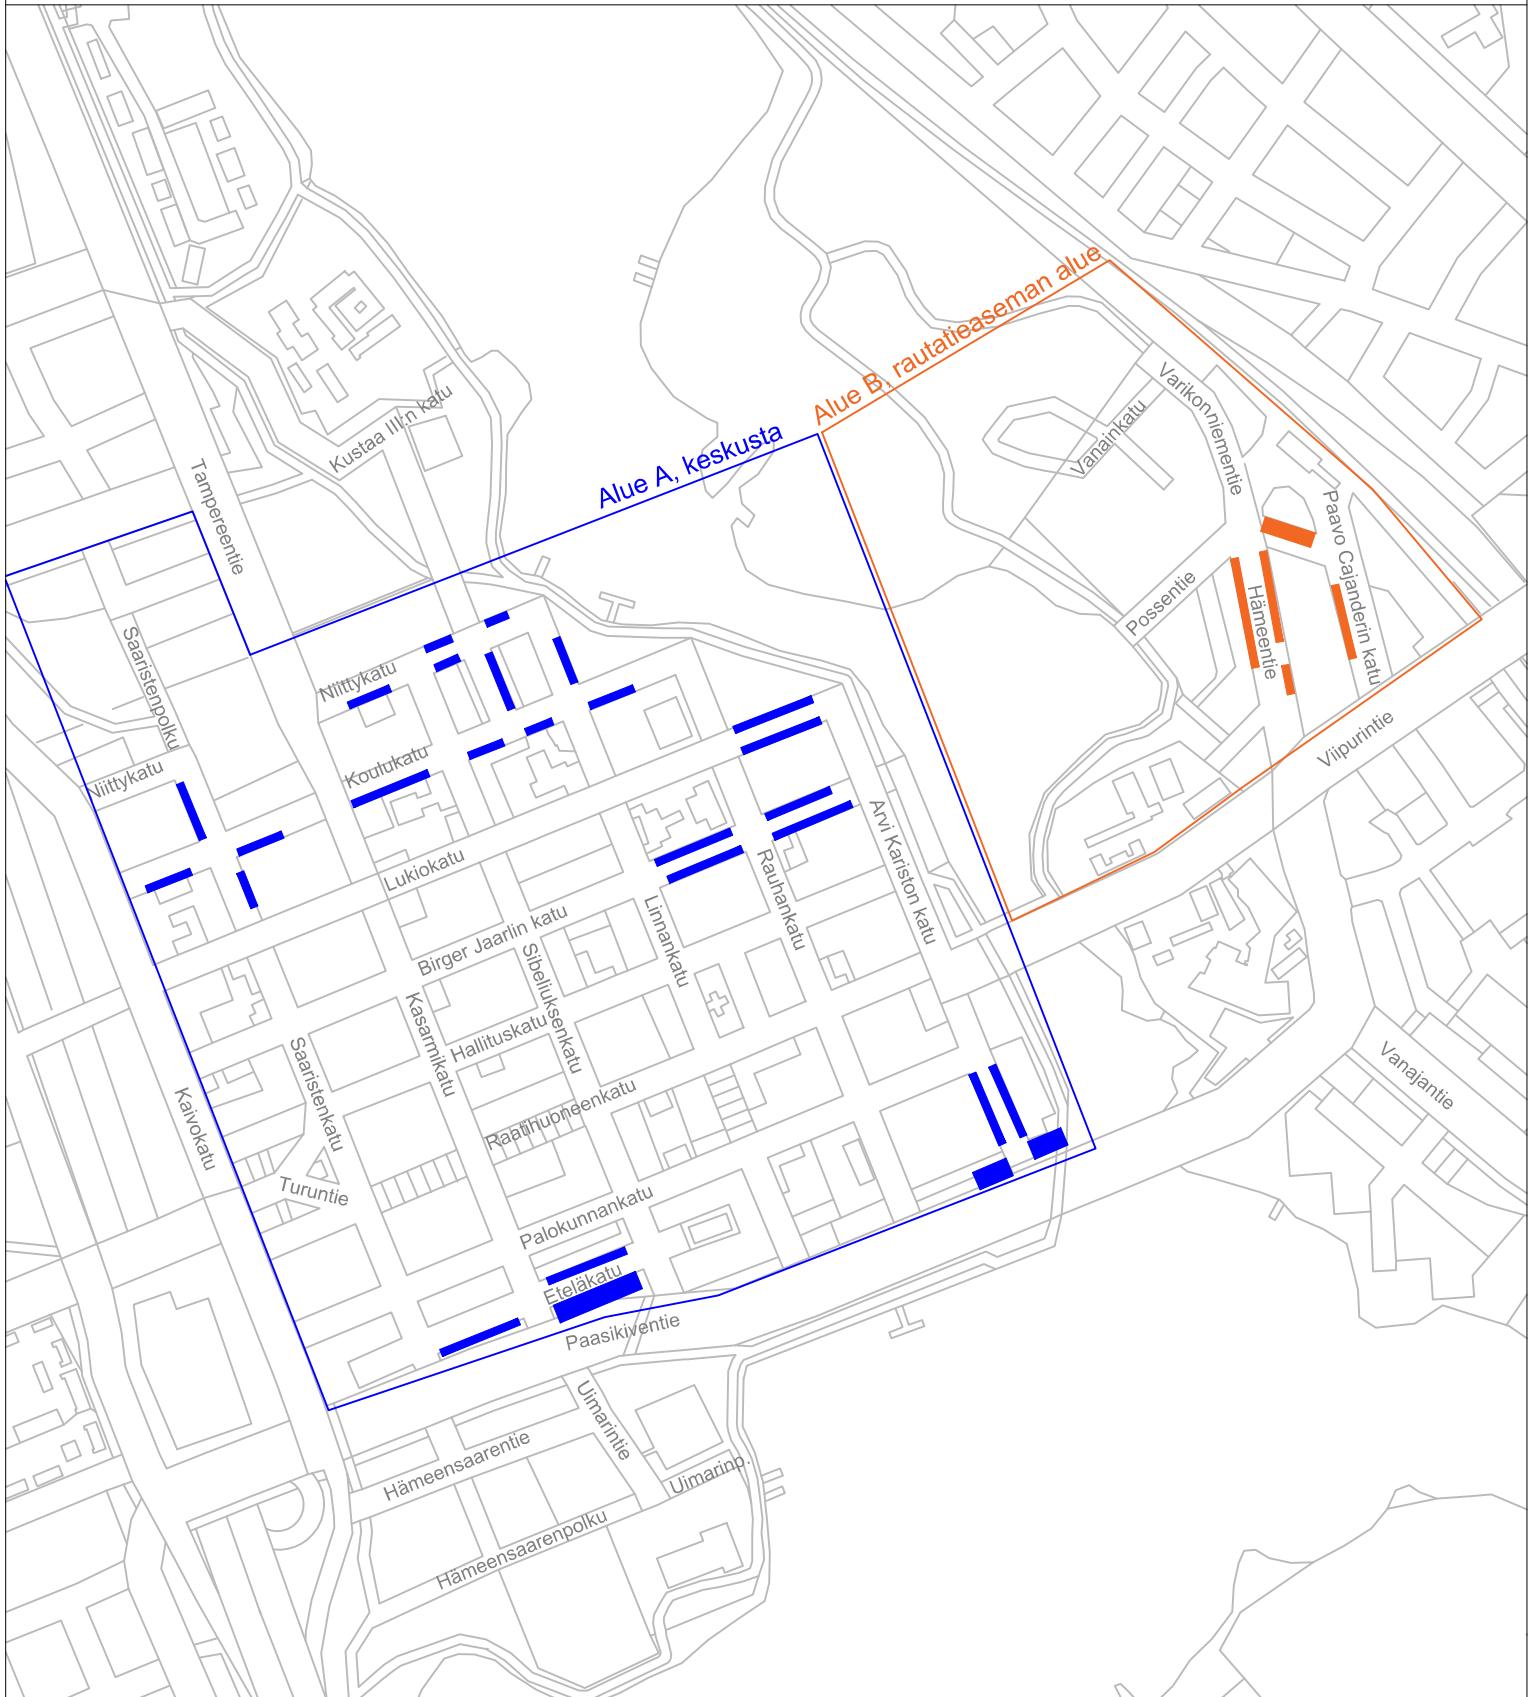 Alue B, rautatieaseman alue
Varikonniementie
Vanainkatu
Kustaa III:n katu
Alue A, keskusta
Tampereentie
Paavo Cajanderin katu
Possentie
Hämeentie
Saaristenpolku
Niittykatu
Viipurintie
Koulukatu
Niittykatu
Arvi Kariston katu
Lukiokatu
Rauhankatu
Linnankatu
Birger Jaarlin katu
Sibeliuksenkatu
Kasarmikatu
Hallituskatu
Saaristenkatu
Vanajantie
Raatihuoneenkatu
Kaivokatu
Turuntie
Palokunnankatu
Eteläkatu
Paasikiventie
Uimarintie
Hämeensaarentie
Uimarinp.
Hämeensaarenpolku